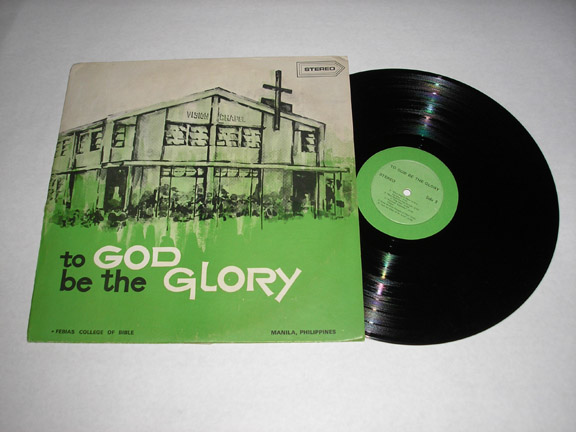 STEREO
VISION CHAPEL
to GOD
be the GLORY
• FEBIAS COLLEGE OF BIBLE
MANILA, PHILIPPINES
TO GOD BE THE GLORY
STEREO
Side B